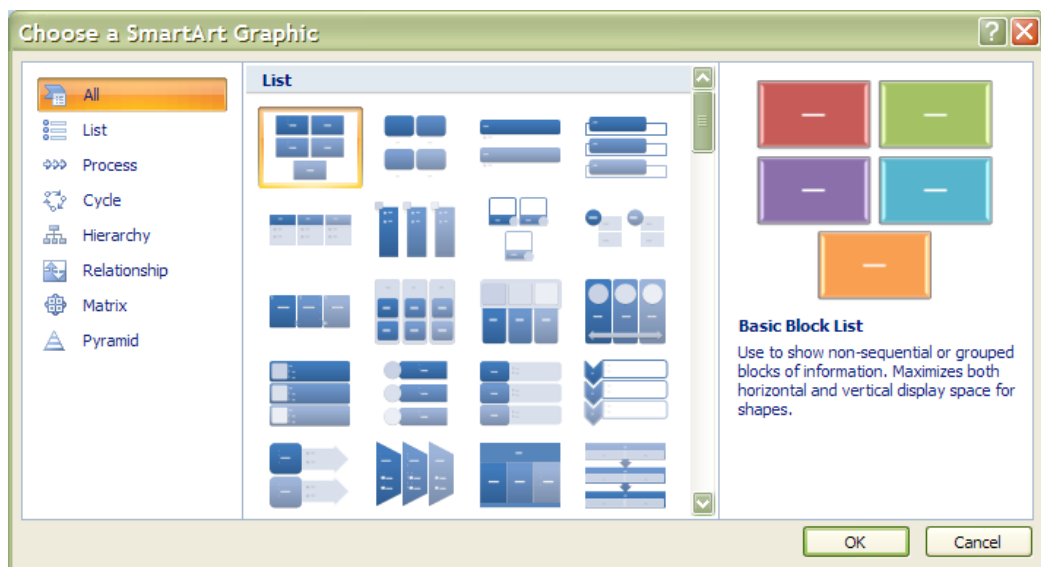 Choose a SmartArt Graphic
?
X
All
List
Process
Cycle
Hierarchy
Relationship
Matrix
Pyramid
List
Basic Block List
Use to show non-sequential or grouped
blocks of information. Maximizes both
horizontal and vertical display space for
shapes.
OK
Cancel